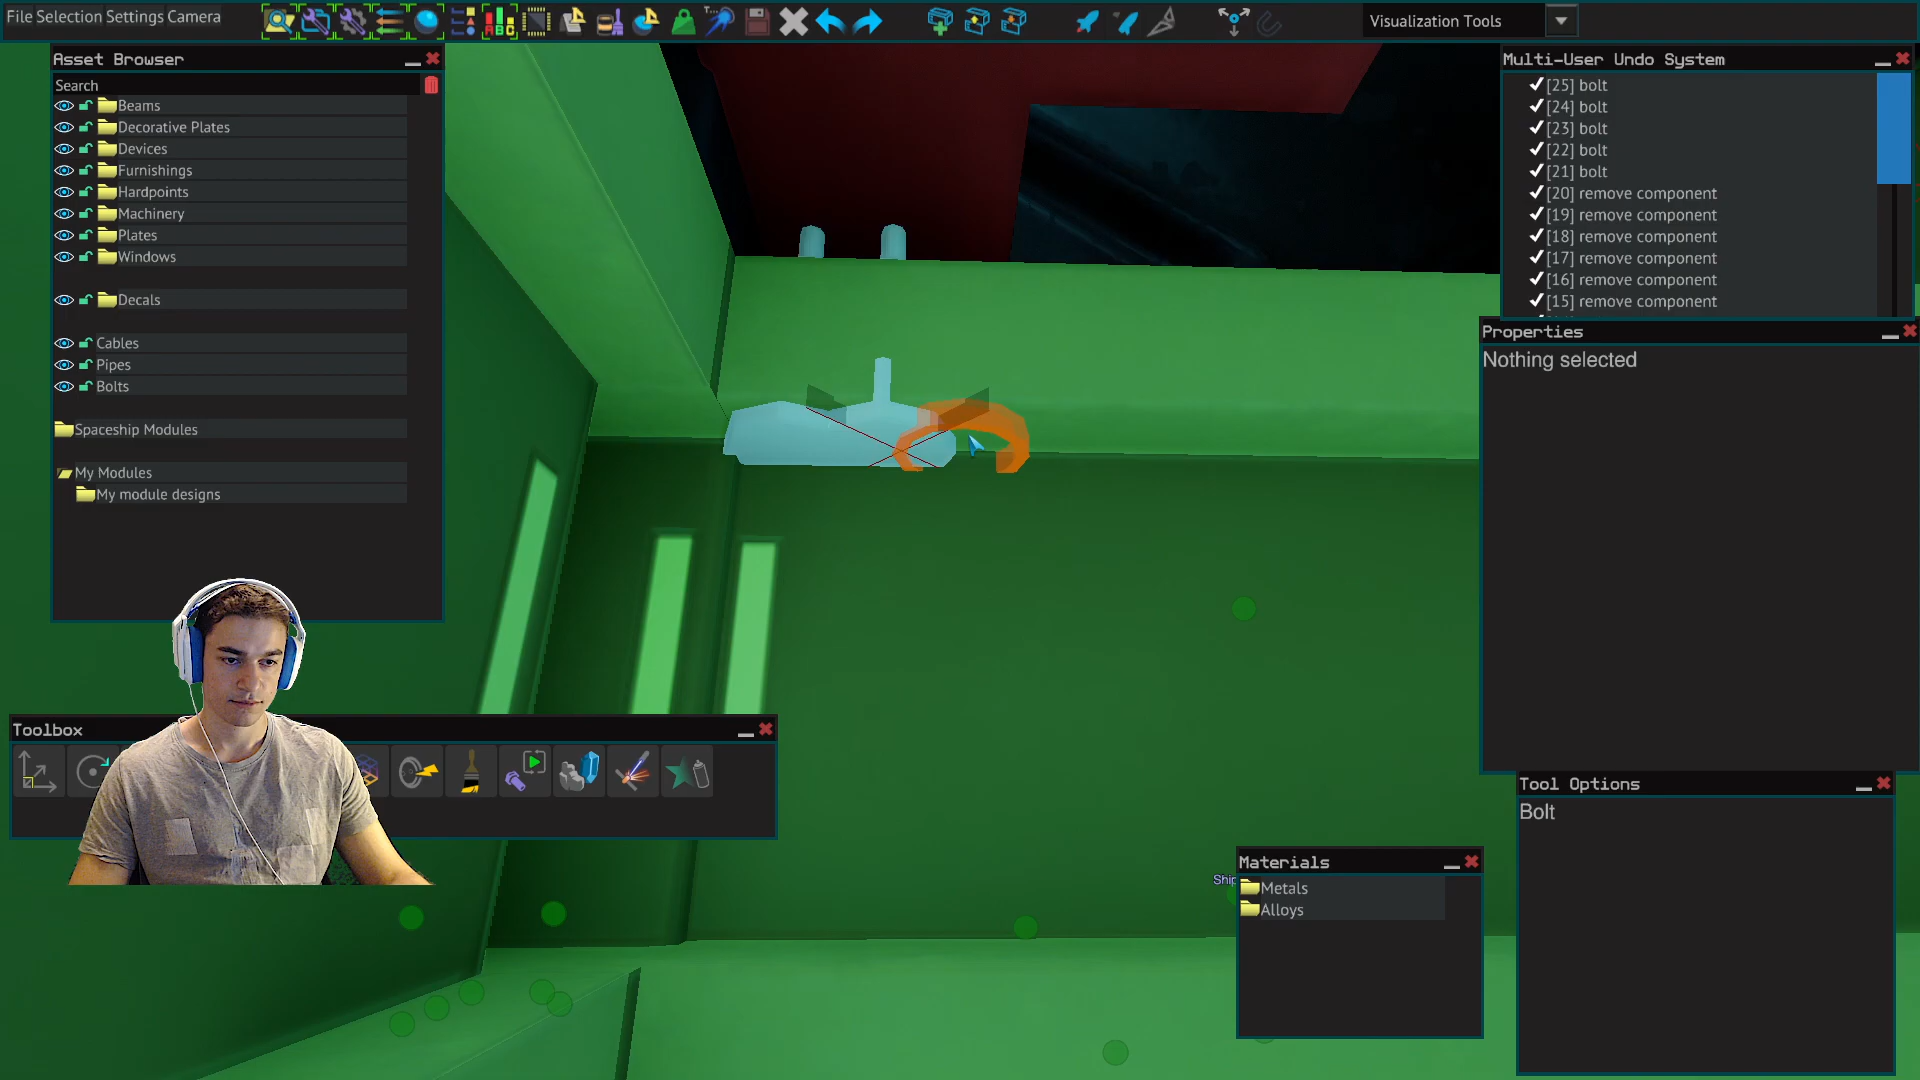 File Selection Settings Camera
ABC
Visualization Tools
Asset Browser
Search
Beams
Decorative Plates
Devices
Furnishings
Hardpoints
Machinery
Plates
Windows
Decals
Cables
Pipes
Bolts
Spaceship Modules
My Modules
My module designs
Multi-User Undo System
[25] bolt
[24] bolt
[23] bolt
[22] bolt
[21] bolt
[20] remove component
[19] remove component
[18] remove component
[17] remove component
[16] remove component
[15] remove component
Properties
Nothing selected
Toolbox
Tool Options
Bolt
Ship
Materials
Metals
Alloys